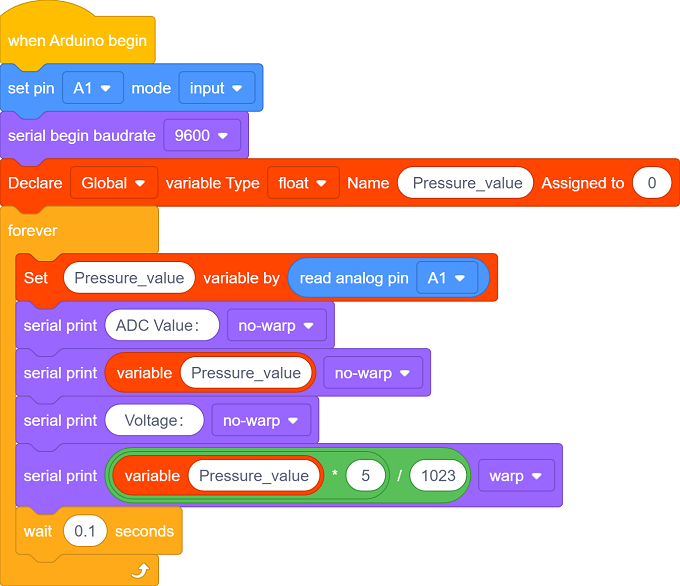 when Arduino begin
set pin A1 mode input
serial begin baudrate 9600
Declare Global variable Type float Name Pressure_value Assigned to 0
forever
Set Pressure_value variable by read analog pin A1
serial print ADC Value： no-warp
serial print variable Pressure_value no-warp
serial print Voltage： no-warp
serial print variable Pressure_value * 5 / 1023 warp
wait 0.1 seconds